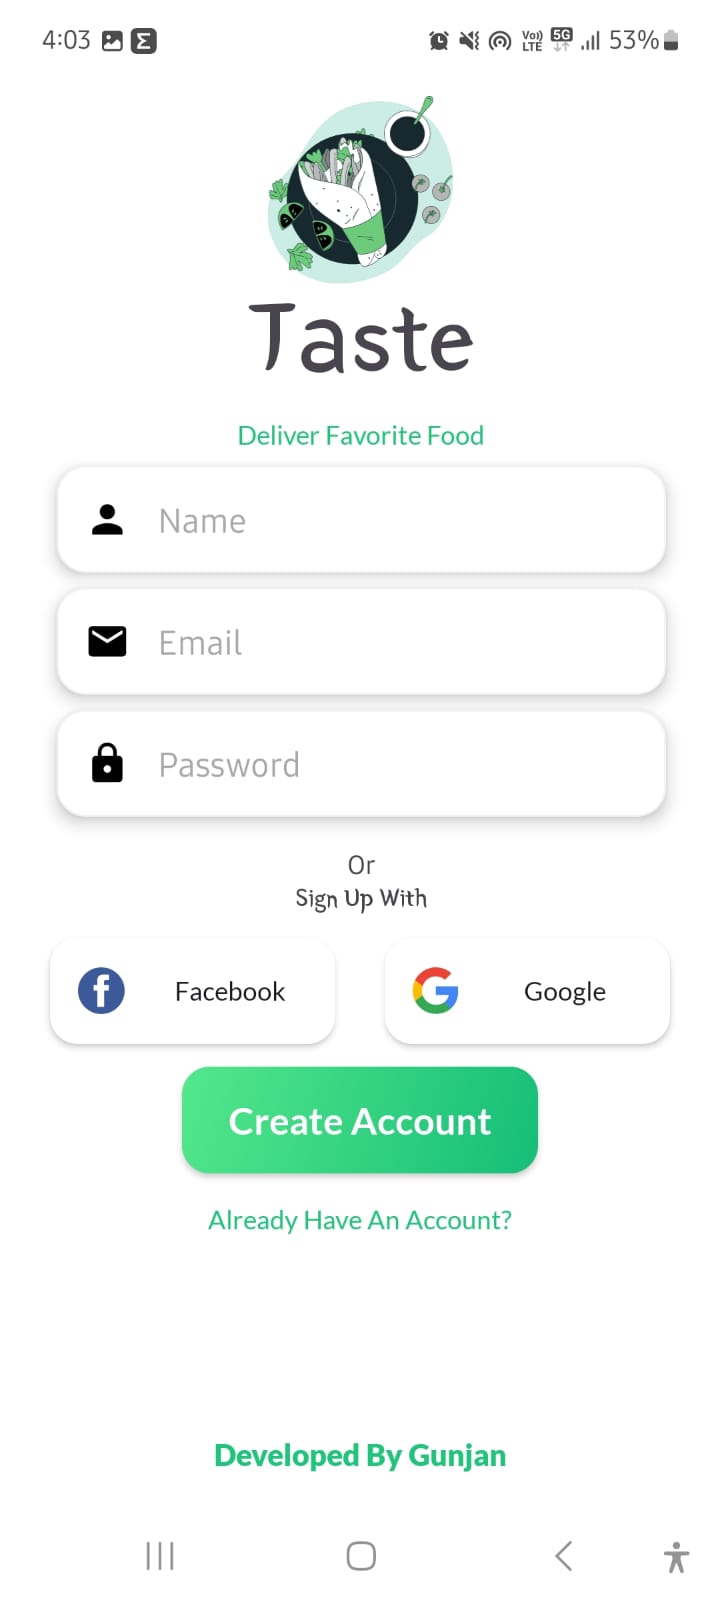 4:03 Vo)) LTE 5G 53%
Taste
Deliver Favorite Food
Name
Email
Password
Or
Sign Up With
Facebook Google
Create Account
Already Have An Account?
Developed By Gunjan